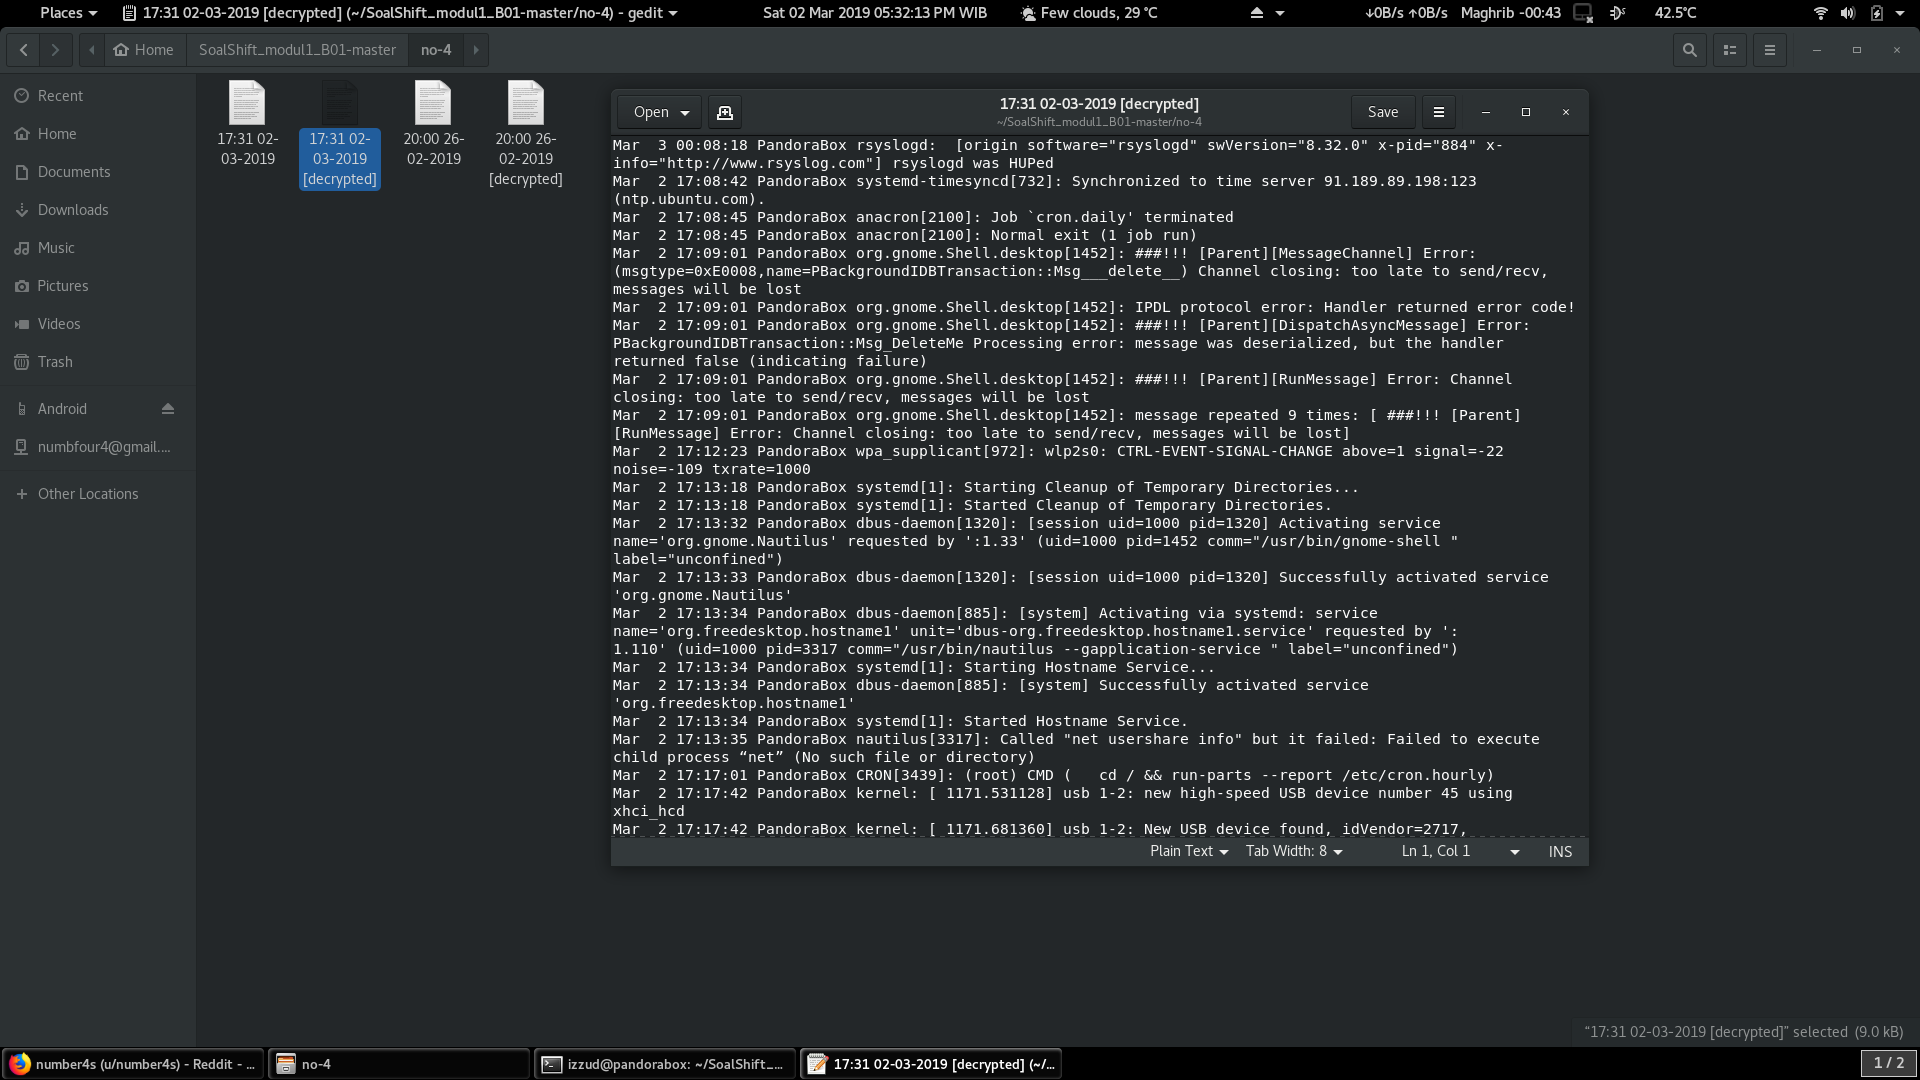 Places
17:31 02-03-2019 [decrypted] (~/SoalShift_modul1_B01-master/no-4) - gedit
Sat 02 Mar 2019 05:32:13 PM WIB
Few clouds, 29 °C
↓0B/s ↑0B/s
Maghrib -00:43
42.5°C
Home
SoalShift_modul1_B01-master
no-4
Recent
Home
Documents
Downloads
Music
Pictures
Videos
Trash
Android
numbfour4@gmail....
+ Other Locations
17:31 02-
03-2019
17:31 02-
03-2019
[decrypted]
20:00 26-
02-2019
20:00 26-
02-2019
[decrypted]
Open
17:31 02-03-2019 [decrypted]
~/SoalShift_modul1_B01-master/no-4
Save
Mar  3 00:08:18 PandoraBox rsyslogd:  [origin software="rsyslogd" swVersion="8.32.0" x-pid="884" x-
info="http://www.rsyslog.com"] rsyslogd was HUPed
Mar  2 17:08:42 PandoraBox systemd-timesyncd[732]: Synchronized to time server 91.189.89.198:123
(ntp.ubuntu.com).
Mar  2 17:08:45 PandoraBox anacron[2100]: Job `cron.daily' terminated
Mar  2 17:08:45 PandoraBox anacron[2100]: Normal exit (1 job run)
Mar  2 17:09:01 PandoraBox org.gnome.Shell.desktop[1452]: ###!!! [Parent][MessageChannel] Error:
(msgtype=0xE0008,name=PBackgroundIDBTransaction::Msg___delete__) Channel closing: too late to send/recv,
messages will be lost
Mar  2 17:09:01 PandoraBox org.gnome.Shell.desktop[1452]: IPDL protocol error: Handler returned error code!
Mar  2 17:09:01 PandoraBox org.gnome.Shell.desktop[1452]: ###!!! [Parent][DispatchAsyncMessage] Error:
PBackgroundIDBTransaction::Msg_DeleteMe Processing error: message was deserialized, but the handler
returned false (indicating failure)
Mar  2 17:09:01 PandoraBox org.gnome.Shell.desktop[1452]: ###!!! [Parent][RunMessage] Error: Channel
closing: too late to send/recv, messages will be lost
Mar  2 17:09:01 PandoraBox org.gnome.Shell.desktop[1452]: message repeated 9 times: [ ###!!! [Parent]
[RunMessage] Error: Channel closing: too late to send/recv, messages will be lost]
Mar  2 17:12:23 PandoraBox wpa_supplicant[972]: wlp2s0: CTRL-EVENT-SIGNAL-CHANGE above=1 signal=-22
noise=-109 txrate=1000
Mar  2 17:13:18 PandoraBox systemd[1]: Starting Cleanup of Temporary Directories...
Mar  2 17:13:18 PandoraBox systemd[1]: Started Cleanup of Temporary Directories.
Mar  2 17:13:32 PandoraBox dbus-daemon[1320]: [session uid=1000 pid=1320] Activating service
name='org.gnome.Nautilus' requested by ':1.33' (uid=1000 pid=1452 comm="/usr/bin/gnome-shell "
label="unconfined")
Mar  2 17:13:33 PandoraBox dbus-daemon[1320]: [session uid=1000 pid=1320] Successfully activated service
'org.gnome.Nautilus'
Mar  2 17:13:34 PandoraBox dbus-daemon[885]: [system] Activating via systemd: service
name='org.freedesktop.hostname1' unit='dbus-org.freedesktop.hostname1.service' requested by ':
1.110' (uid=1000 pid=3317 comm="/usr/bin/nautilus --gapplication-service " label="unconfined")
Mar  2 17:13:34 PandoraBox systemd[1]: Starting Hostname Service...
Mar  2 17:13:34 PandoraBox dbus-daemon[885]: [system] Successfully activated service
'org.freedesktop.hostname1'
Mar  2 17:13:34 PandoraBox systemd[1]: Started Hostname Service.
Mar  2 17:13:35 PandoraBox nautilus[3317]: Called "net usershare info" but it failed: Failed to execute
child process “net” (No such file or directory)
Mar  2 17:17:01 PandoraBox CRON[3439]: (root) CMD (   cd / && run-parts --report /etc/cron.hourly)
Mar  2 17:17:42 PandoraBox kernel: [ 1171.531128] usb 1-2: new high-speed USB device number 45 using
xhci_hcd
Mar  2 17:17:42 PandoraBox kernel: [ 1171.681360] usb 1-2: New USB device found, idVendor=2717,
Plain Text
Tab Width: 8
Ln 1, Col 1
INS
“17:31 02-03-2019 [decrypted]” selected (9.0 kB)
number4s (u/number4s) - Reddit - ...
no-4
izzud@pandorabox: ~/SoalShift_...
17:31 02-03-2019 [decrypted] (~/...
1 / 2